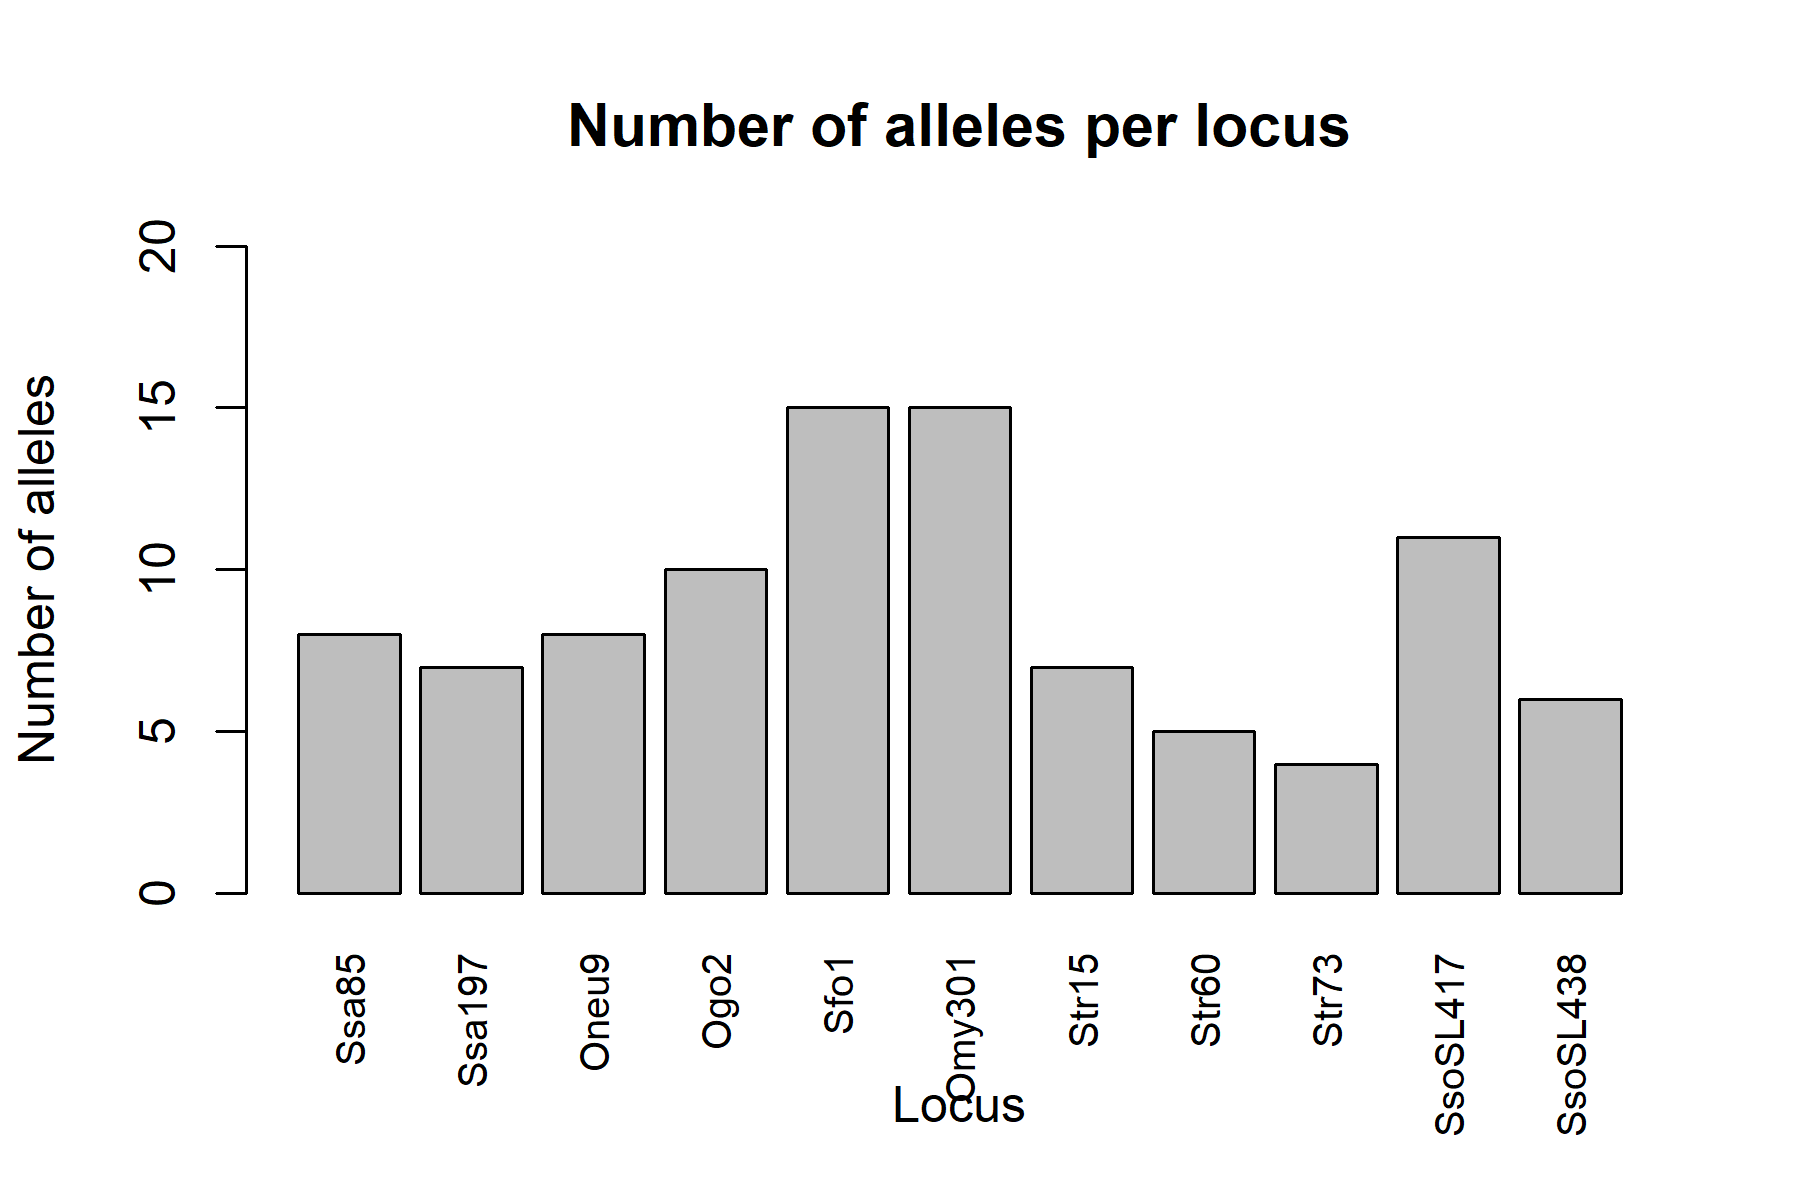 Number of alleles per locus
Number of alleles
20
15
10
5
0
Ssa85
Ssa197
Oneu9
Ogo2
Sfo1
Omy301
Str15
Str60
Str73
SsoSL417
SsoSL438
Locus